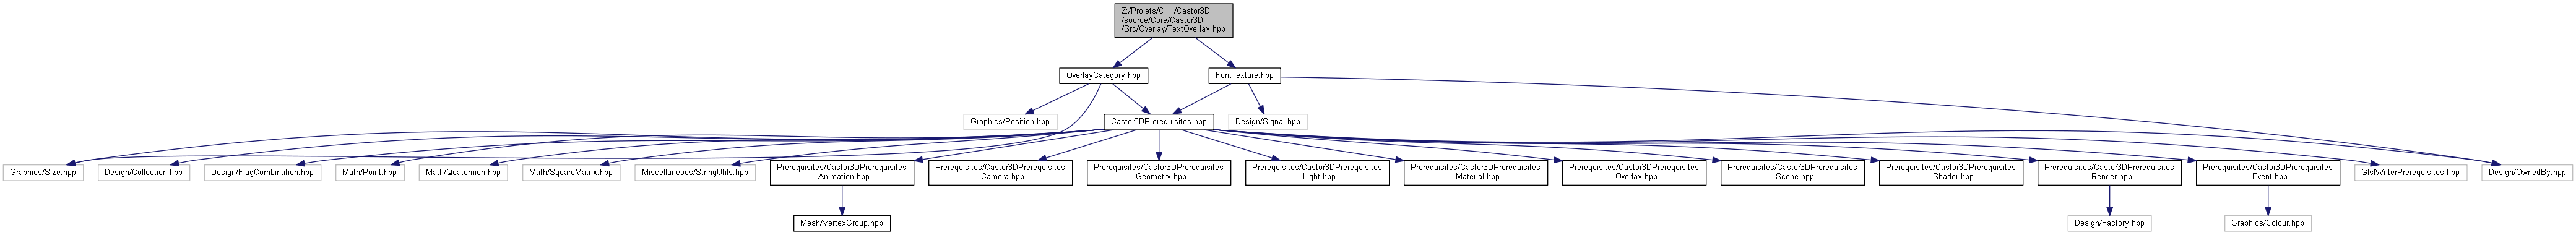 Z:/Projets/C++/Castor3D
/source/Core/Castor3D
/Src/Overlay/TextOverlay.hpp
OverlayCategory.hpp
FontTexture.hpp
Graphics/Position.hpp
Castor3DPrerequisites.hpp
Design/Signal.hpp
Graphics/Size.hpp
Design/Collection.hpp
Design/FlagCombination.hpp
Math/Point.hpp
Math/Quaternion.hpp
Math/SquareMatrix.hpp
Miscellaneous/StringUtils.hpp
Prerequisites/Castor3DPrerequisites
_Animation.hpp
Prerequisites/Castor3DPrerequisites
_Camera.hpp
Prerequisites/Castor3DPrerequisites
_Geometry.hpp
Prerequisites/Castor3DPrerequisites
_Light.hpp
Prerequisites/Castor3DPrerequisites
_Material.hpp
Prerequisites/Castor3DPrerequisites
_Overlay.hpp
Prerequisites/Castor3DPrerequisites
_Scene.hpp
Prerequisites/Castor3DPrerequisites
_Shader.hpp
Prerequisites/Castor3DPrerequisites
_Render.hpp
Prerequisites/Castor3DPrerequisites
_Event.hpp
GlslWriterPrerequisites.hpp
Design/OwnedBy.hpp
Mesh/VertexGroup.hpp
Design/Factory.hpp
Graphics/Colour.hpp